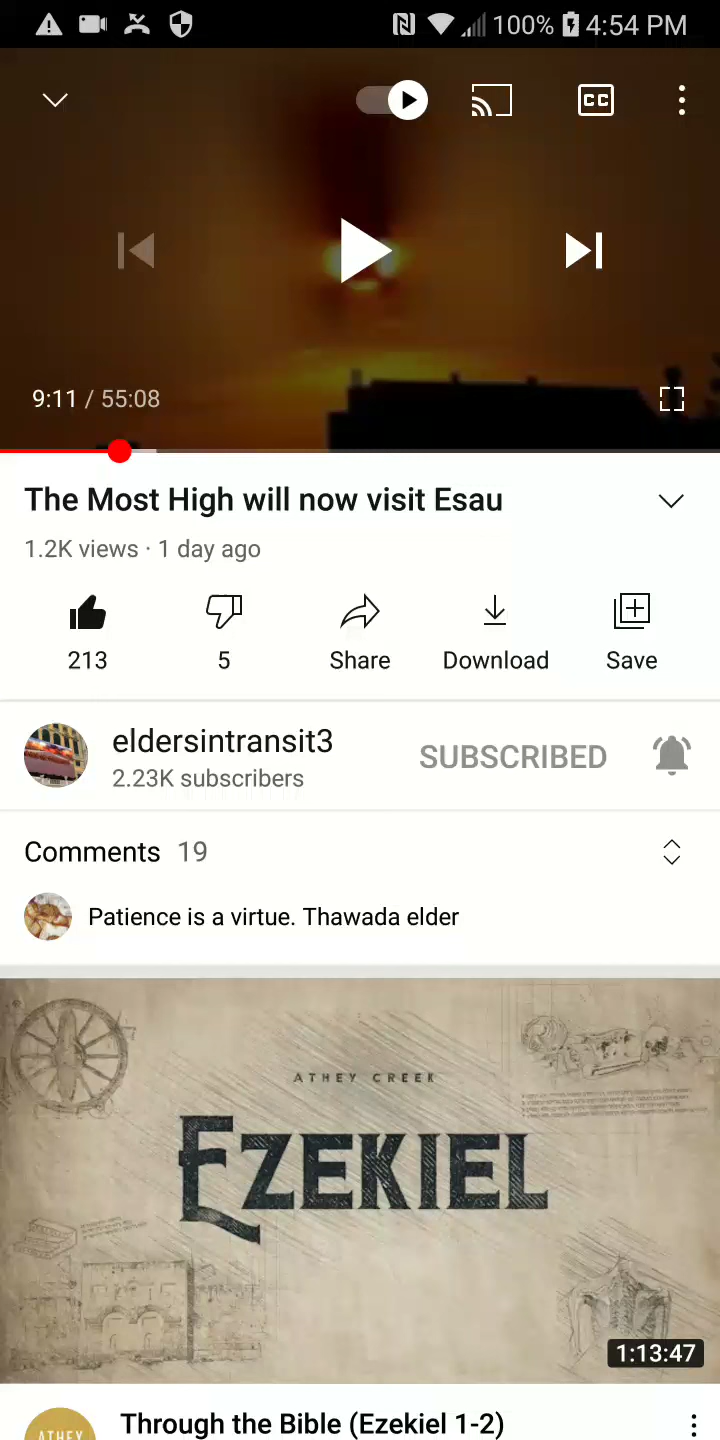 100% 4:54 PM
CC
9:11 / 55:08
The Most High will now visit Esau
1.2K views · 1 day ago
213 5 Share Download Save
eldersintransit3
SUBSCRIBED
2.23K subscribers
Comments 19
Patience is a virtue. Thawada elder
ATHEY CREEK
EZEKIEL
1:13:47
ATHEY
Through the Bible (Ezekiel 1-2)